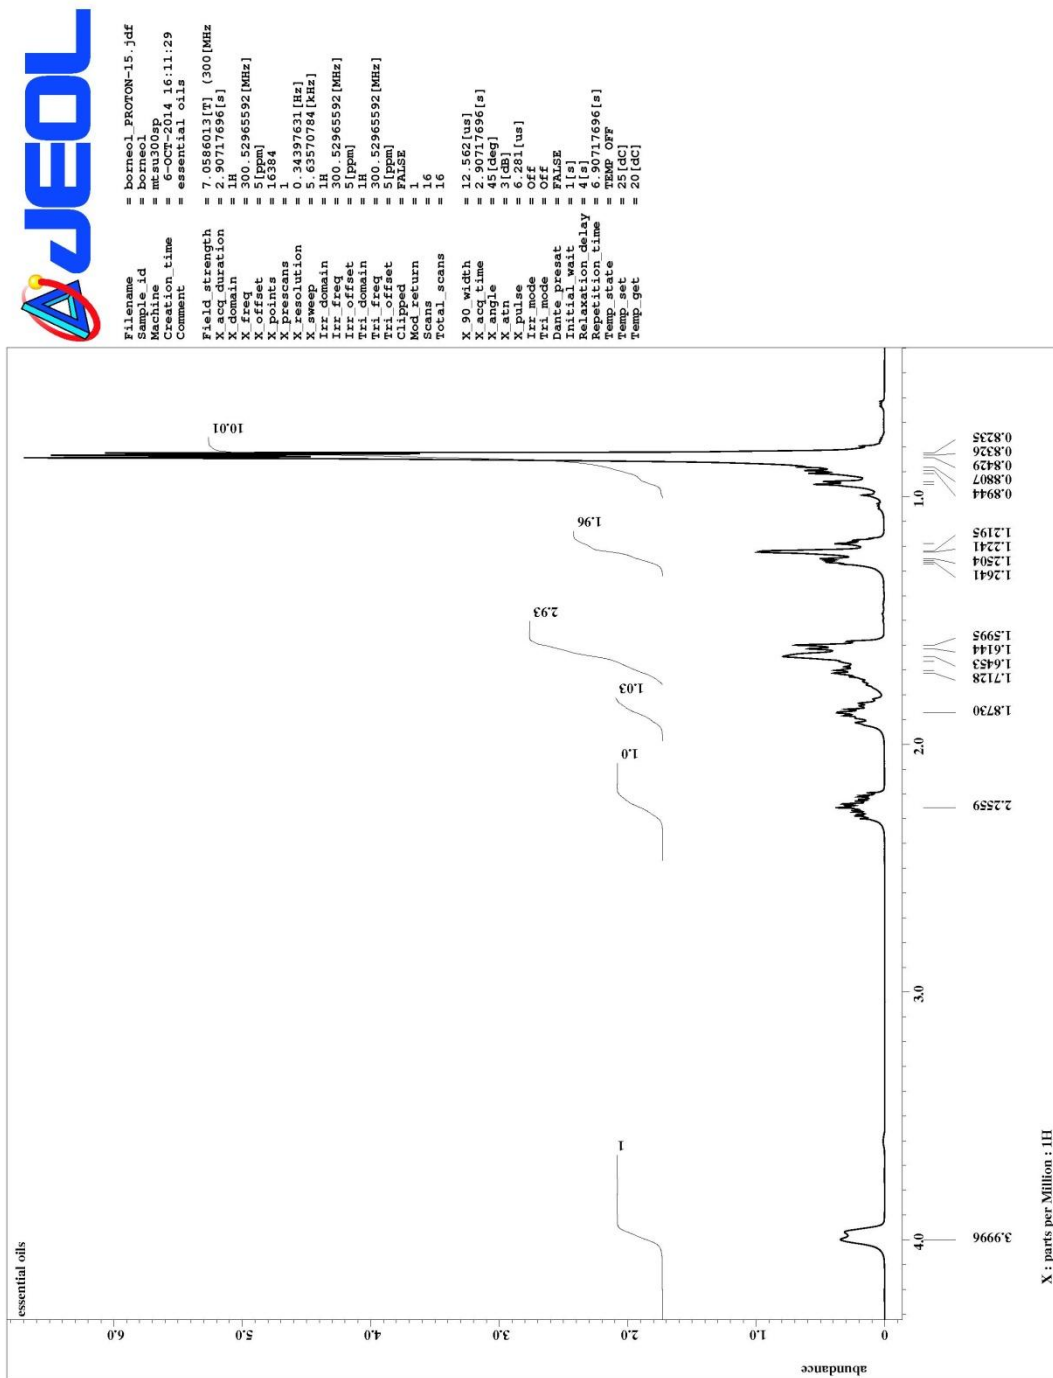 JEOL
Filename = borneol_PROTON-15.jdf
Sample_id = borneol
Machine = mtsu300sp
Creation_time = 6-OCT-2014 16:11:29
Comment = essential oils
Field_strength = 7.0586013[T] (300[MHz
X_acq_duration = 2.90717696[s]
X_domain = 1H
X_freq = 300.52965592[MHz]
X_offset = 5[ppm]
X_points = 16384
X_prescans = 1
X_resolution = 0.34397631[Hz]
X_sweep = 5.63570784[kHz]
Irr_domain = 1H
Irr_freq = 300.52965592[MHz]
Irr_offset = 5[ppm]
Tri_domain = 1H
Tri_freq = 300.52965592[MHz]
Tri_offset = 5[ppm]
Clipped = FALSE
Mod_return = 1
Scans = 16
Total_scans = 16
X_90_width = 12.562[us]
X_acq_time = 2.90717696[s]
X_angle = 45[deg]
X_atn = 3[dB]
X_pulse = 6.281[us]
Irr_mode = Off
Tri_mode = Off
Dante_presat = FALSE
Initial_wait = 1[s]
Relaxation_delay = 4[s]
Repetition_time = 6.90717696[s]
Temp_state = TEMP OFF
Temp_set = 25[dC]
Temp_get = 20[dC]
essential oils
abundance
6.0
5.0
4.0
3.0
2.0
1.0
0
1
1.0
1.03
2.93
1.96
10.01
4.0 3.0 2.0 1.0
3.9996
2.2559
1.8730
1.7128
1.6453
1.6144
1.5995
1.2641
1.2504
1.2241
1.2195
0.8944
0.8807
0.8429
0.8326
0.8235
X : parts per Million : 1H